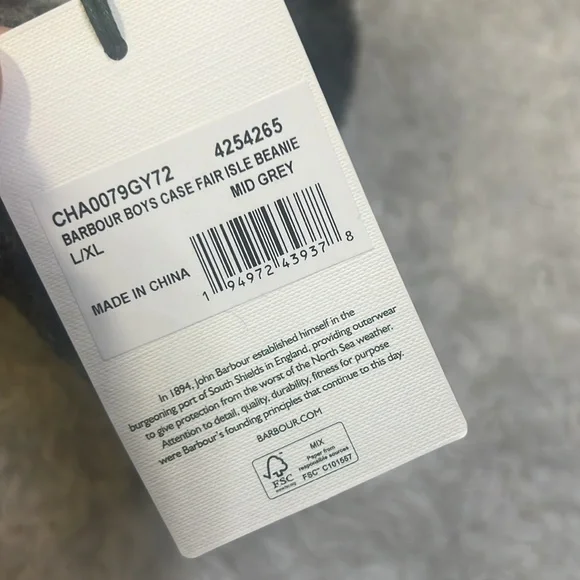 CHA0079GY72 4254265
BARBOUR BOYS CASE FAIR ISLE BEANIE
L/XL MID GREY
MADE IN CHINA
1 94972 43937 8
In 1894, John Barbour established himself in the
burgeoning port of South Shields in England, providing outerwear
to give protection from the worst of the North Sea weather.
Attention to detail, quality, durability, fitness for purpose
were Barbour's founding principles that continue to this day.
BARBOUR.COM
MIX
Paper from
responsible sources
FSC
FSC™ C101557